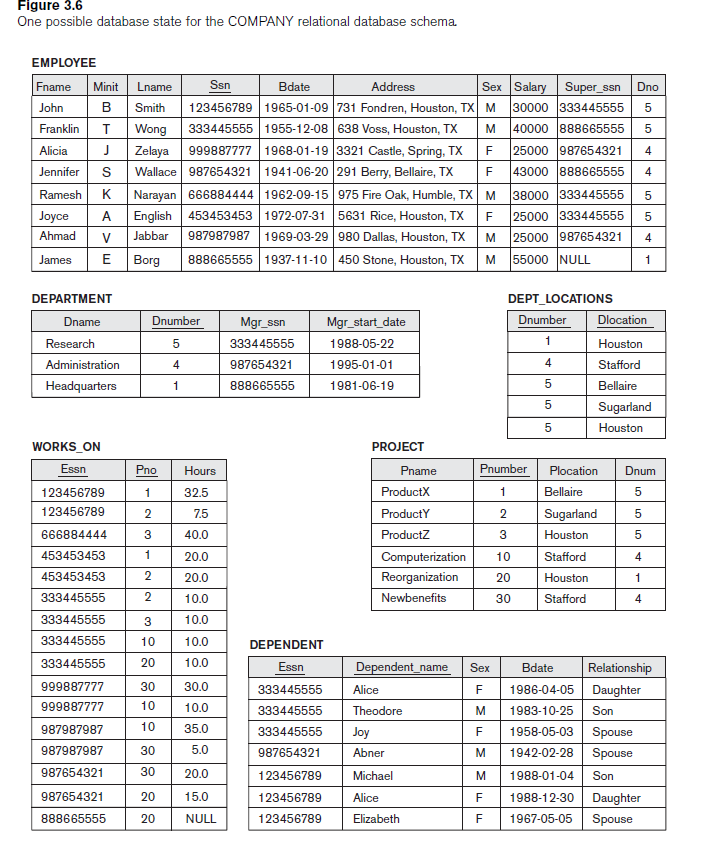 Figure 3.6
One possible database state for the COMPANY relational database schema.
EMPLOYEE
Fname Minit Lname Ssn Bdate Address Sex Salary Super_ssn Dno
John B Smith 123456789 1965-01-09 731 Fondren, Houston, TX M 30000 333445555 5
Franklin T Wong 333445555 1955-12-08 638 Voss, Houston, TX M 40000 888665555 5
Alicia J Zelaya 999887777 1968-01-19 3321 Castle, Spring, TX F 25000 987654321 4
Jennifer S Wallace 987654321 1941-06-20 291 Berry, Bellaire, TX F 43000 888665555 4
Ramesh K Narayan 666884444 1962-09-15 975 Fire Oak, Humble, TX M 38000 333445555 5
Joyce A English 453453453 1972-07-31 5631 Rice, Houston, TX F 25000 333445555 5
Ahmad V Jabbar 987987987 1969-03-29 980 Dallas, Houston, TX M 25000 987654321 4
James E Borg 888665555 1937-11-10 450 Stone, Houston, TX M 55000 NULL 1
DEPARTMENT
Dname Dnumber Mgr_ssn Mgr_start_date
Research 5 333445555 1988-05-22
Administration 4 987654321 1995-01-01
Headquarters 1 888665555 1981-06-19
DEPT_LOCATIONS
Dnumber Dlocation
1 Houston
4 Stafford
5 Bellaire
5 Sugarland
5 Houston
WORKS_ON
Essn Pno Hours
123456789 1 32.5
123456789 2 7.5
666884444 3 40.0
453453453 1 20.0
453453453 2 20.0
333445555 2 10.0
333445555 3 10.0
333445555 10 10.0
333445555 20 10.0
999887777 30 30.0
999887777 10 10.0
987987987 10 35.0
987987987 30 5.0
987654321 30 20.0
987654321 20 15.0
888665555 20 NULL
PROJECT
Pname Pnumber Plocation Dnum
ProductX 1 Bellaire 5
ProductY 2 Sugarland 5
ProductZ 3 Houston 5
Computerization 10 Stafford 4
Reorganization 20 Houston 1
Newbenefits 30 Stafford 4
DEPENDENT
Essn Dependent_name Sex Bdate Relationship
333445555 Alice F 1986-04-05 Daughter
333445555 Theodore M 1983-10-25 Son
333445555 Joy F 1958-05-03 Spouse
987654321 Abner M 1942-02-28 Spouse
123456789 Michael M 1988-01-04 Son
123456789 Alice F 1988-12-30 Daughter
123456789 Elizabeth F 1967-05-05 Spouse